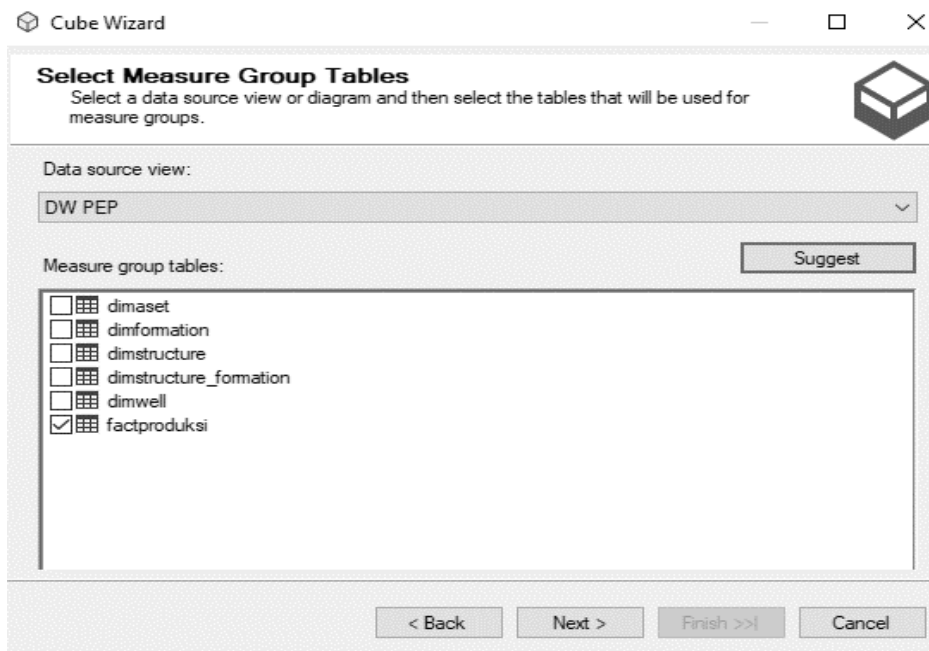 Cube Wizard
Select Measure Group Tables
Select a data source view or diagram and then select the tables that will be used for
measure groups.
Data source view:
DW PEP
Suggest
Measure group tables:
dimaset
dimformation
dimstructure
dimstructure_formation
dimwell
factproduksi
< Back Next > Finish >>| Cancel